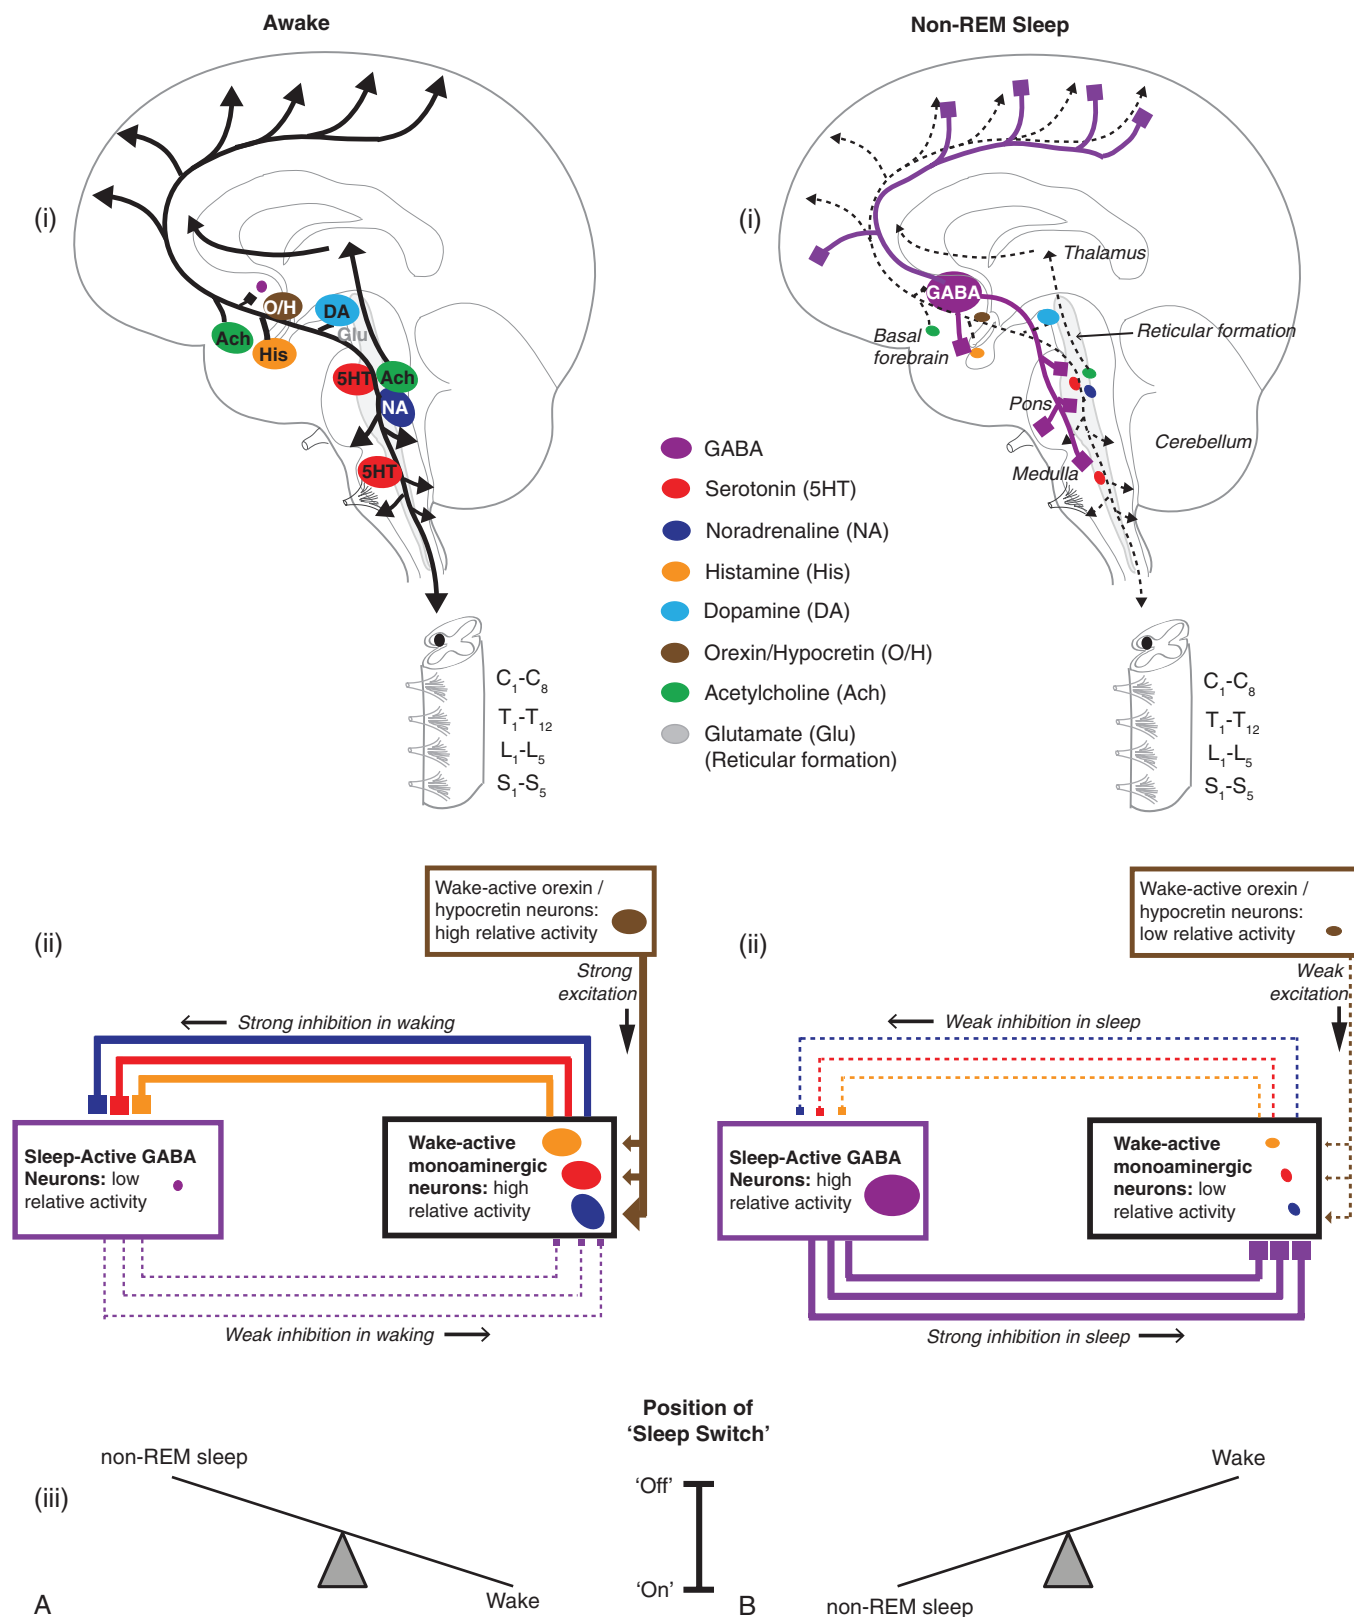 Awake
Non-REM Sleep
(i)
O/H
DA
Glu
Ach
His
5HT
Ach
NA
5HT
C1-C8
T1-T12
L1-L5
S1-S5
(i)
Thalamus
GABA
Reticular formation
Basal
forebrain
Pons
Cerebellum
Medulla
C1-C8
T1-T12
L1-L5
S1-S5
GABA
Serotonin (5HT)
Noradrenaline (NA)
Histamine (His)
Dopamine (DA)
Orexin/Hypocretin (O/H)
Acetylcholine (Ach)
Glutamate (Glu)
(Reticular formation)
(ii)
Wake-active orexin /
hypocretin neurons:
high relative activity
Strong
excitation
Strong inhibition in waking
Sleep-Active GABA
Neurons: low
relative activity
Wake-active
monoaminergic
neurons: high
relative activity
Weak inhibition in waking
(ii)
Wake-active orexin /
hypocretin neurons:
low relative activity
Weak
excitation
Weak inhibition in sleep
Sleep-Active GABA
Neurons: high
relative activity
Wake-active
monoaminergic
neurons: low
relative activity
Strong inhibition in sleep
Position of
‘Sleep Switch’
(iii)
non-REM sleep
Wake
‘Off’
‘On’
Wake
non-REM sleep
A
B